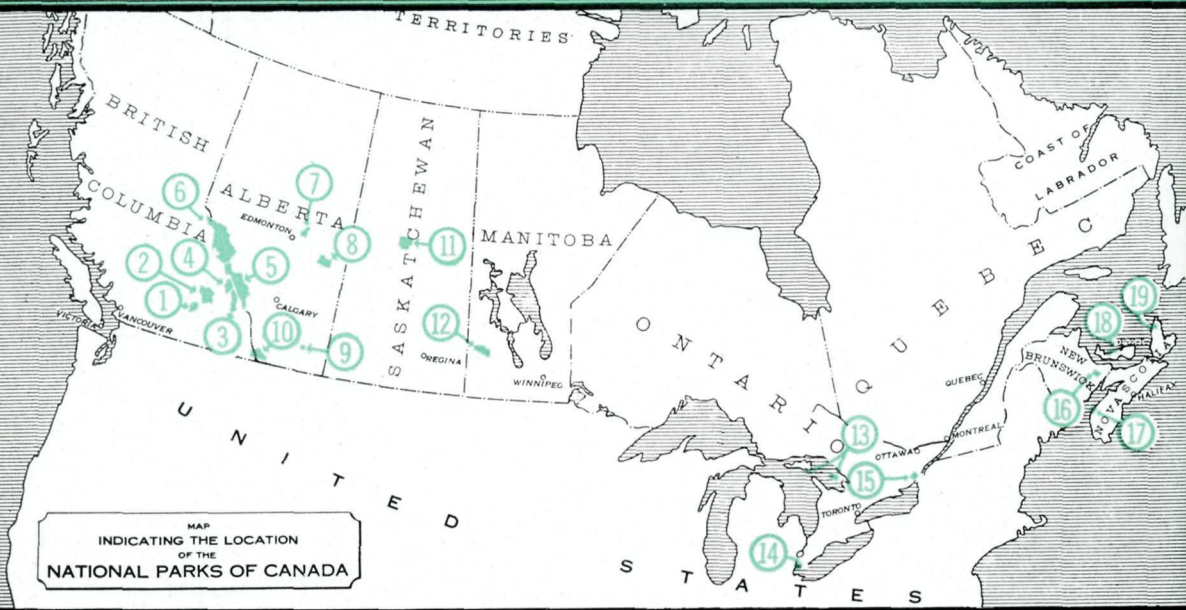 TERRITORIES
BRITISH
COLUMBIA
ALBERTA
SASKATCHEWAN
MANITOBA
ONTARIO
QUEBEC
COAST OF
LABRADOR
NEW
BRUNSWICK
NOVA SCOTIA
EDMONTON
CALGARY
VICTORIA
VANCOUVER
REGINA
WINNIPEG
QUEBEC
MONTREAL
OTTAWA
TORONTO
HALIFAX
6
7
8
11
2
4
5
1
3
10
9
12
13
15
14
16
17
18
19
UNITED
STATES
MAP
INDICATING THE LOCATION
OF THE
NATIONAL PARKS OF CANADA